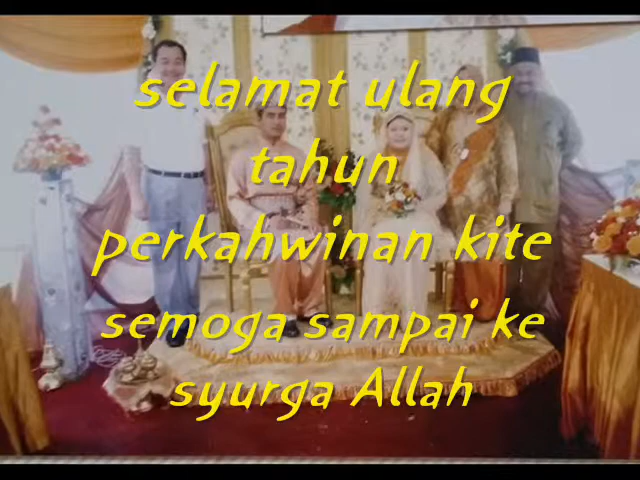 selamat ulang
tahun
perkahwinan kite
semoga sampai ke
syurga Allah